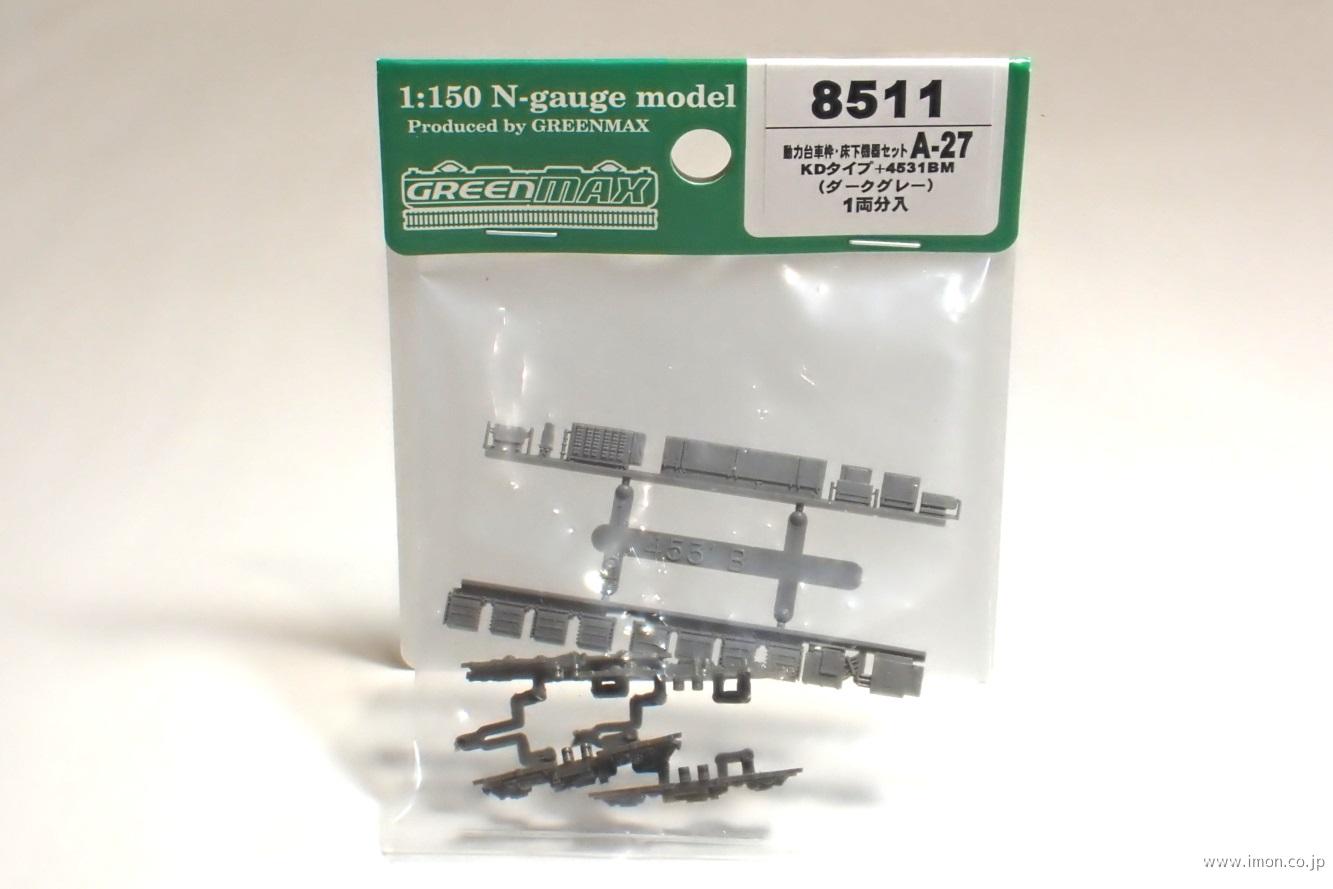 1:150 N-gauge model
Produced by GREENMAX
GREENMAX
8511
動力台車枠・床下機器セット A-27
KDタイプ+4531BM
(ダークグレー)
1両分入
www.imon.co.jp